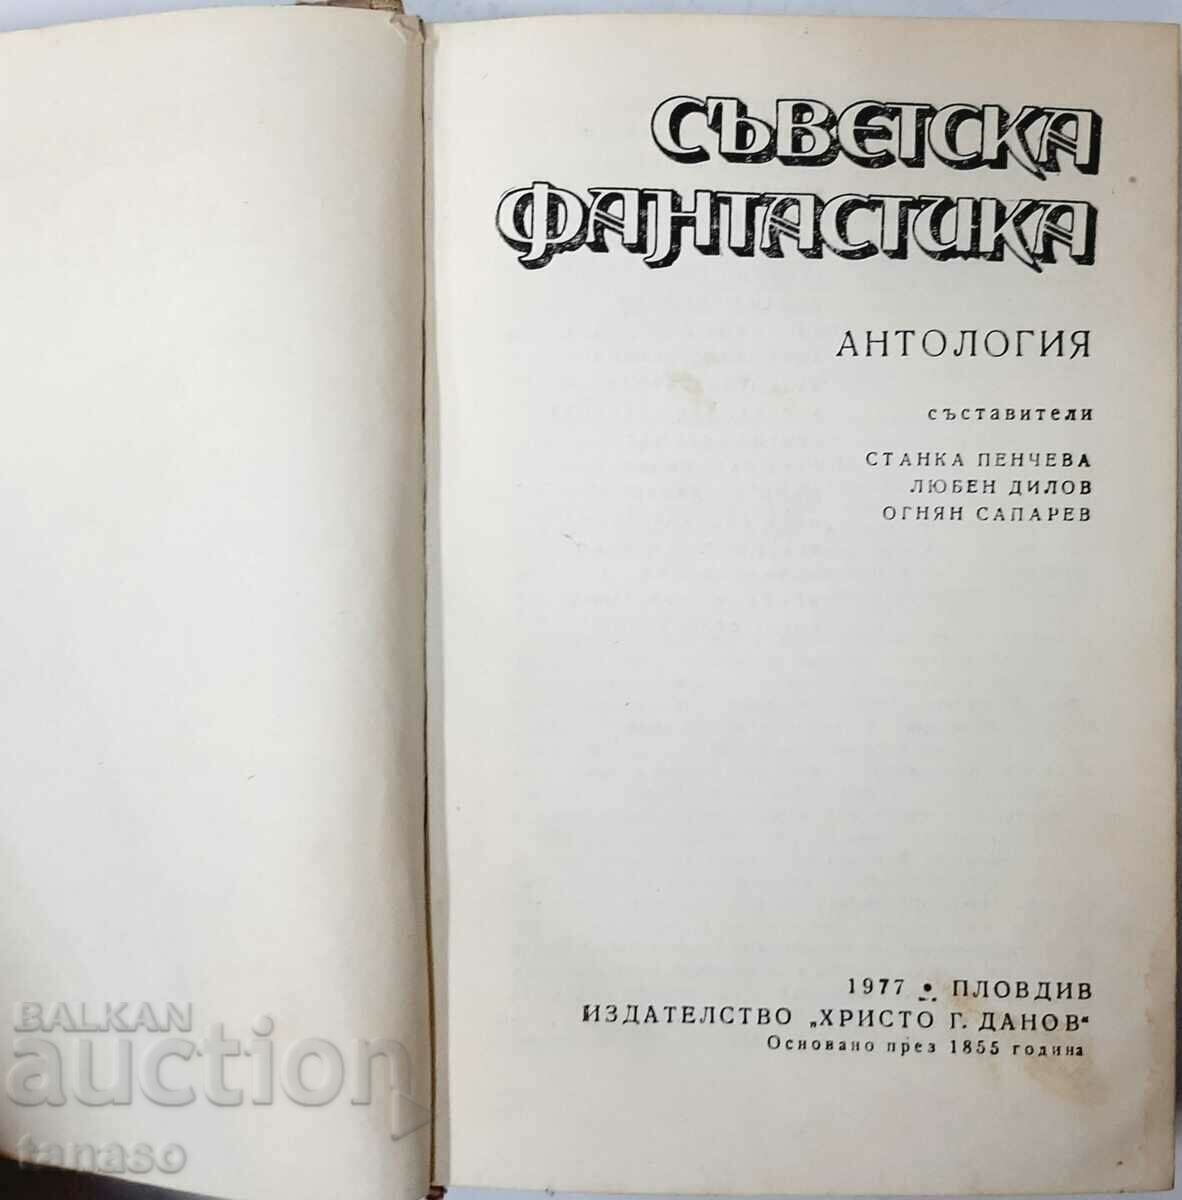 СЪВЕТСКА
ФАНТАСТИКА
АНТОЛОГИЯ
съставители
СТАНКА ПЕНЧЕВА
ЛЮБЕН ДИЛОВ
ОГНЯН САПАРЕВ
1977 • ПЛОВДИВ
ИЗДАТЕЛСТВО „ХРИСТО Г. ДАНОВ“
Основано през 1855 година
BALKAN
auction
tanaso